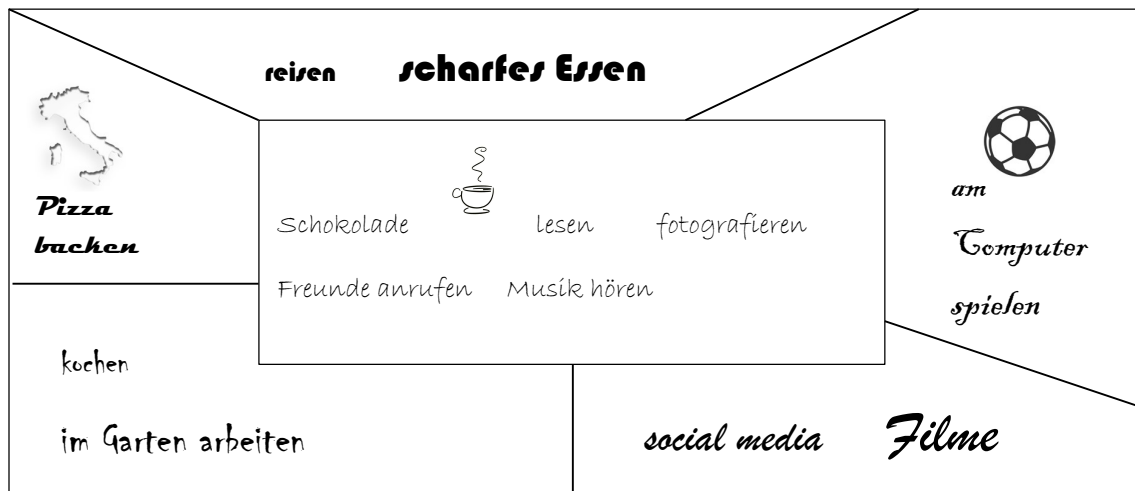 reisen scharfes Essen
Pizza
backen
Schokolade lesen fotografieren
Freunde anrufen Musik hören
am
Computer
spielen
kochen
im Garten arbeiten
social media Filme